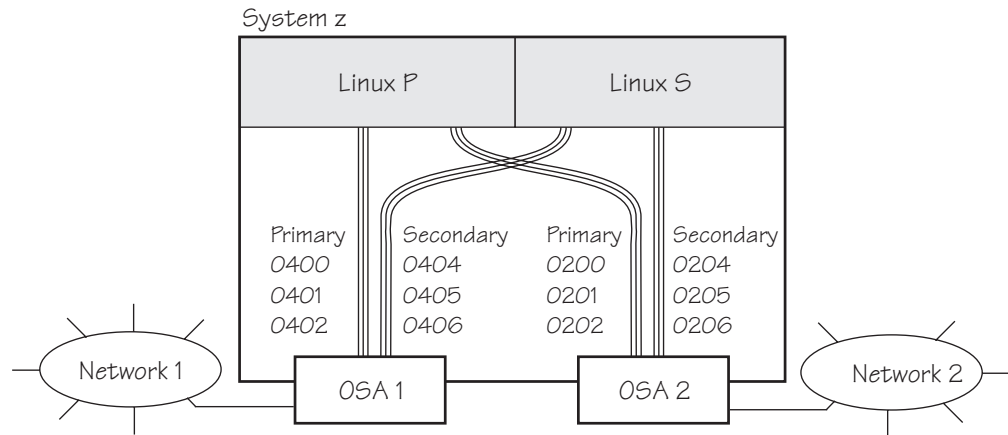 System z
Linux P
Linux S
Primary
0400
0401
0402
Secondary
0404
0405
0406
Primary
0200
0201
0202
Secondary
0204
0205
0206
Network 1
OSA 1
OSA 2
Network 2